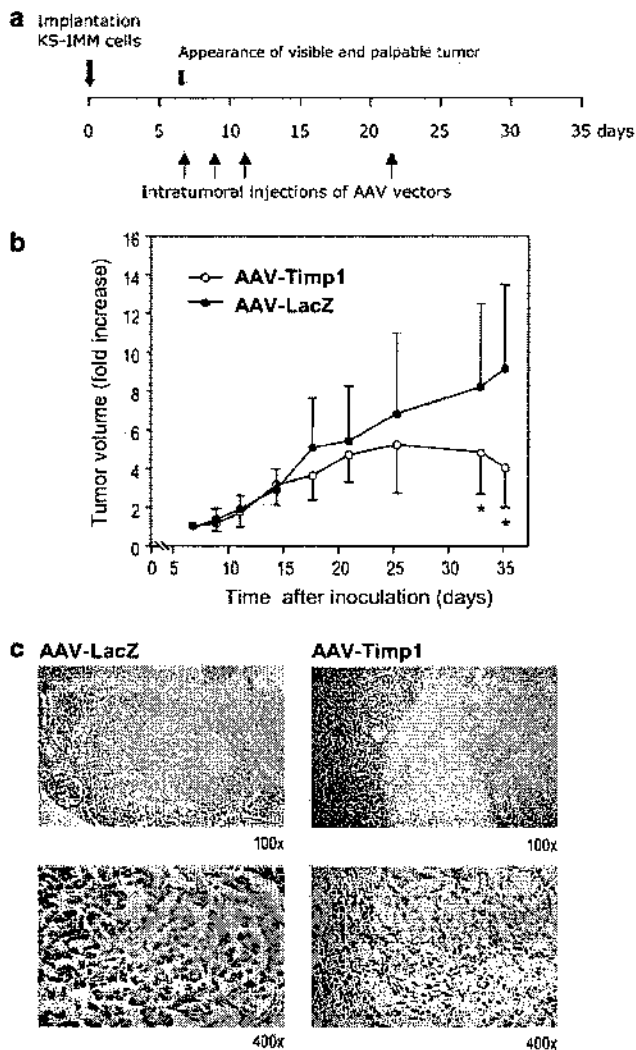 a Implantation
KS-IMM cells
Appearance of visible and palpable tumor
0 5 10 15 20 25 30 35 days
Intratumoral injections of AAV vectors
b
16
14
12
10
8
6
4
2
0
Tumor volume (fold increase)
AAV-Timp1
AAV-LacZ
* *
0 5 10 15 20 25 30 35
Time after inoculation (days)
c AAV-LacZ AAV-Timp1
100x 100x
400x 400x